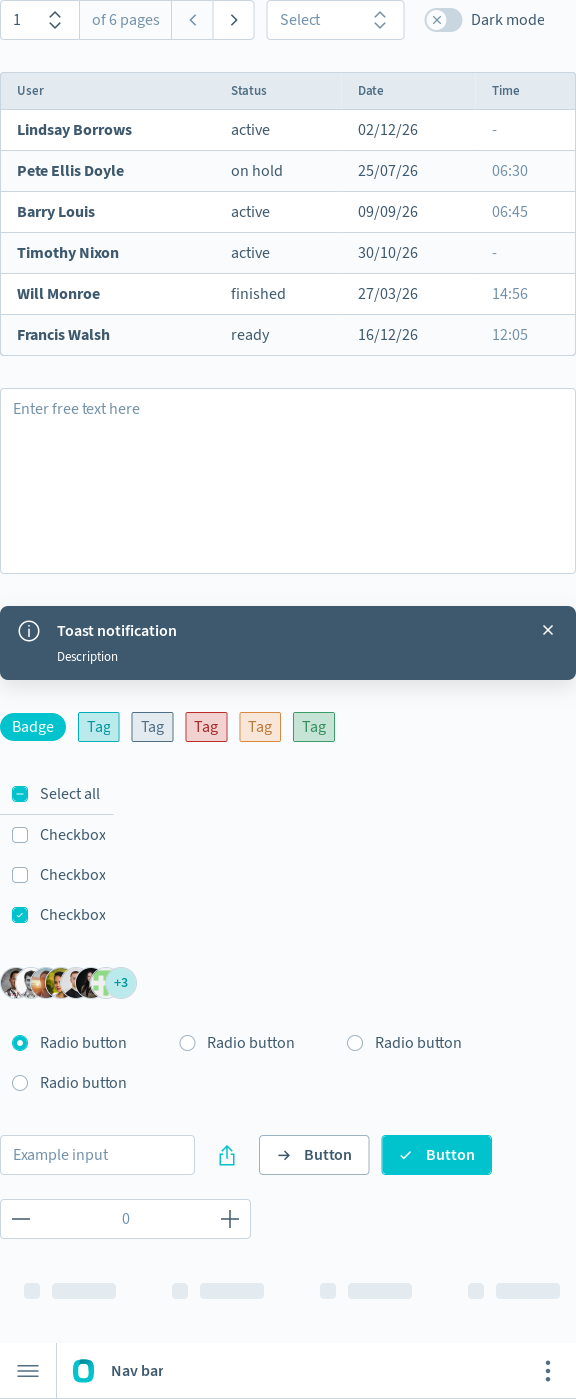 1 of 6 pages Select Dark mode
User Status Date Time
Lindsay Borrows active 02/12/26 -
Pete Ellis Doyle on hold 25/07/26 06:30
Barry Louis active 09/09/26 06:45
Timothy Nixon active 30/10/26 -
Will Monroe finished 27/03/26 14:56
Francis Walsh ready 16/12/26 12:05
Enter free text here
Toast notification
Description
Badge Tag Tag Tag Tag Tag
Select all
Checkbox
Checkbox
Checkbox
+3
Radio button Radio button Radio button
Radio button
Example input Button Button
0
Nav bar